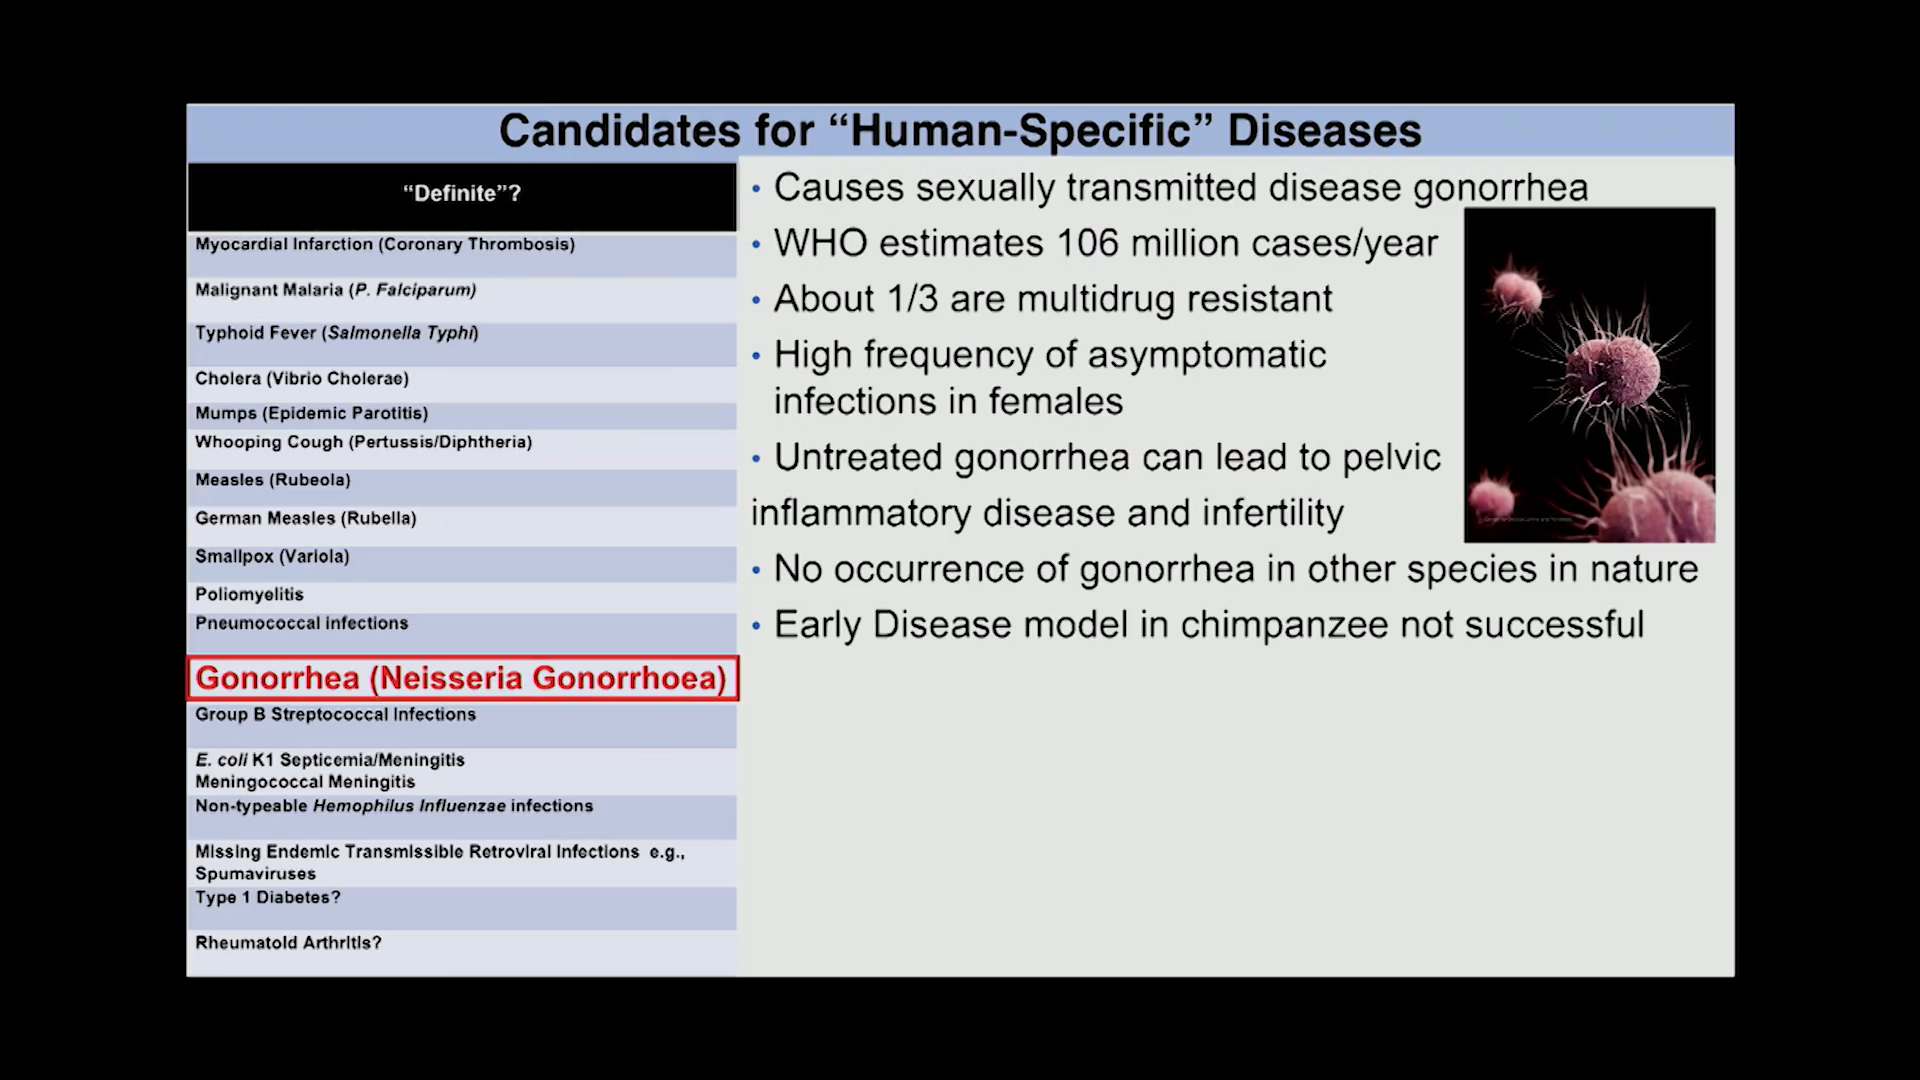 Candidates for “Human-Specific” Diseases
“Definite”?
Myocardial Infarction (Coronary Thrombosis)
Malignant Malaria (P. Falciparum)
Typhoid Fever (Salmonella Typhi)
Cholera (Vibrio Cholerae)
Mumps (Epidemic Parotitis)
Whooping Cough (Pertussis/Diphtheria)
Measles (Rubeola)
German Measles (Rubella)
Smallpox (Variola)
Poliomyelitis
Pneumococcal infections
Gonorrhea (Neisseria Gonorrhoea)
Group B Streptococcal Infections
E. coli K1 Septicemia/Meningitis
Meningococcal Meningitis
Non-typeable Hemophilus Influenzae infections
Missing Endemic Transmissible Retroviral Infections e.g.,
Spumaviruses
Type 1 Diabetes?
Rheumatoid Arthritis?
• Causes sexually transmitted disease gonorrhea
• WHO estimates 106 million cases/year
• About 1/3 are multidrug resistant
• High frequency of asymptomatic
infections in females
• Untreated gonorrhea can lead to pelvic
inflammatory disease and infertility
• No occurrence of gonorrhea in other species in nature
• Early Disease model in chimpanzee not successful